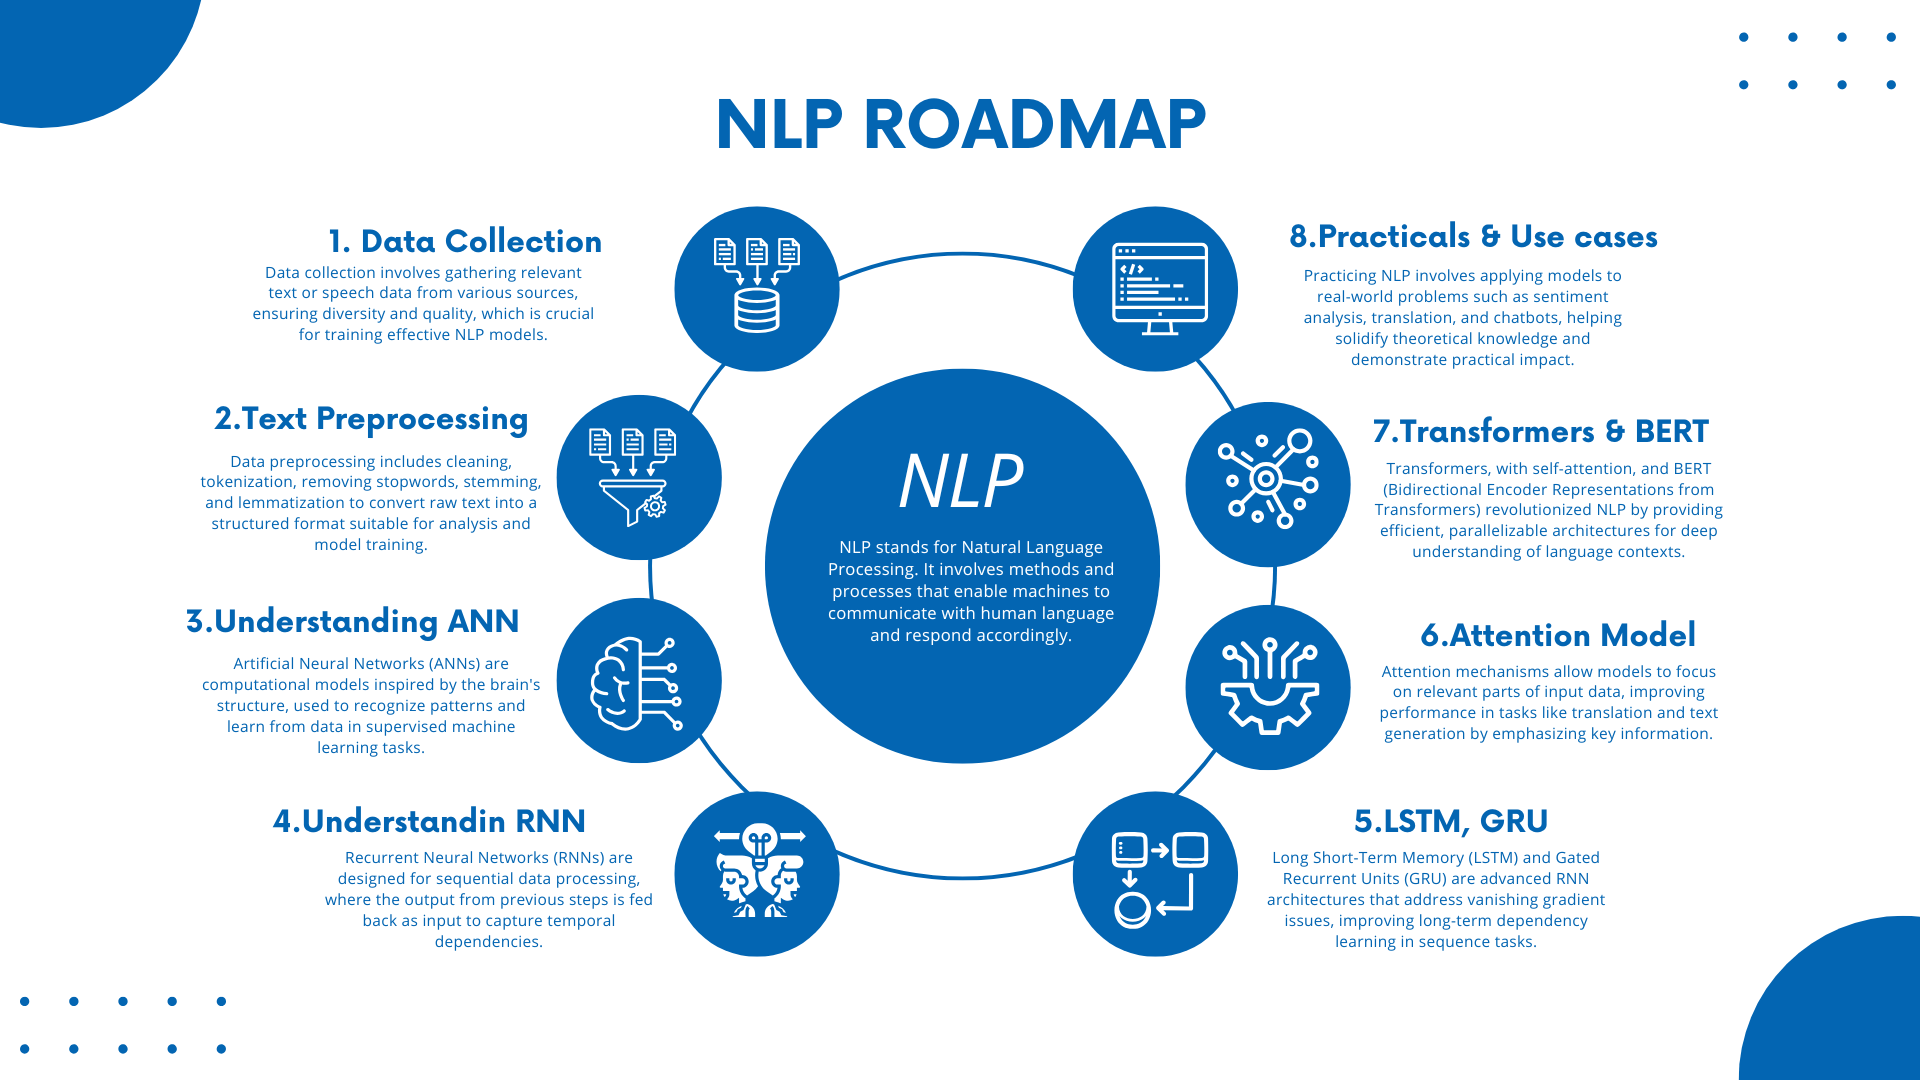 NLP ROADMAP
1. Data Collection
Data collection involves gathering relevant
text or speech data from various sources,
ensuring diversity and quality, which is crucial
for training effective NLP models.
2.Text Preprocessing
Data preprocessing includes cleaning,
tokenization, removing stopwords, stemming,
and lemmatization to convert raw text into a
structured format suitable for analysis and
model training.
3.Understanding ANN
Artificial Neural Networks (ANNs) are
computational models inspired by the brain's
structure, used to recognize patterns and
learn from data in supervised machine
learning tasks.
4.Understandin RNN
Recurrent Neural Networks (RNNs) are
designed for sequential data processing,
where the output from previous steps is fed
back as input to capture temporal
dependencies.
NLP
NLP stands for Natural Language
Processing. It involves methods and
processes that enable machines to
communicate with human language
and respond accordingly.
8.Practicals & Use cases
Practicing NLP involves applying models to
real-world problems such as sentiment
analysis, translation, and chatbots, helping
solidify theoretical knowledge and
demonstrate practical impact.
7.Transformers & BERT
Transformers, with self-attention, and BERT
(Bidirectional Encoder Representations from
Transformers) revolutionized NLP by providing
efficient, parallelizable architectures for deep
understanding of language contexts.
6.Attention Model
Attention mechanisms allow models to focus
on relevant parts of input data, improving
performance in tasks like translation and text
generation by emphasizing key information.
5.LSTM, GRU
Long Short-Term Memory (LSTM) and Gated
Recurrent Units (GRU) are advanced RNN
architectures that address vanishing gradient
issues, improving long-term dependency
learning in sequence tasks.